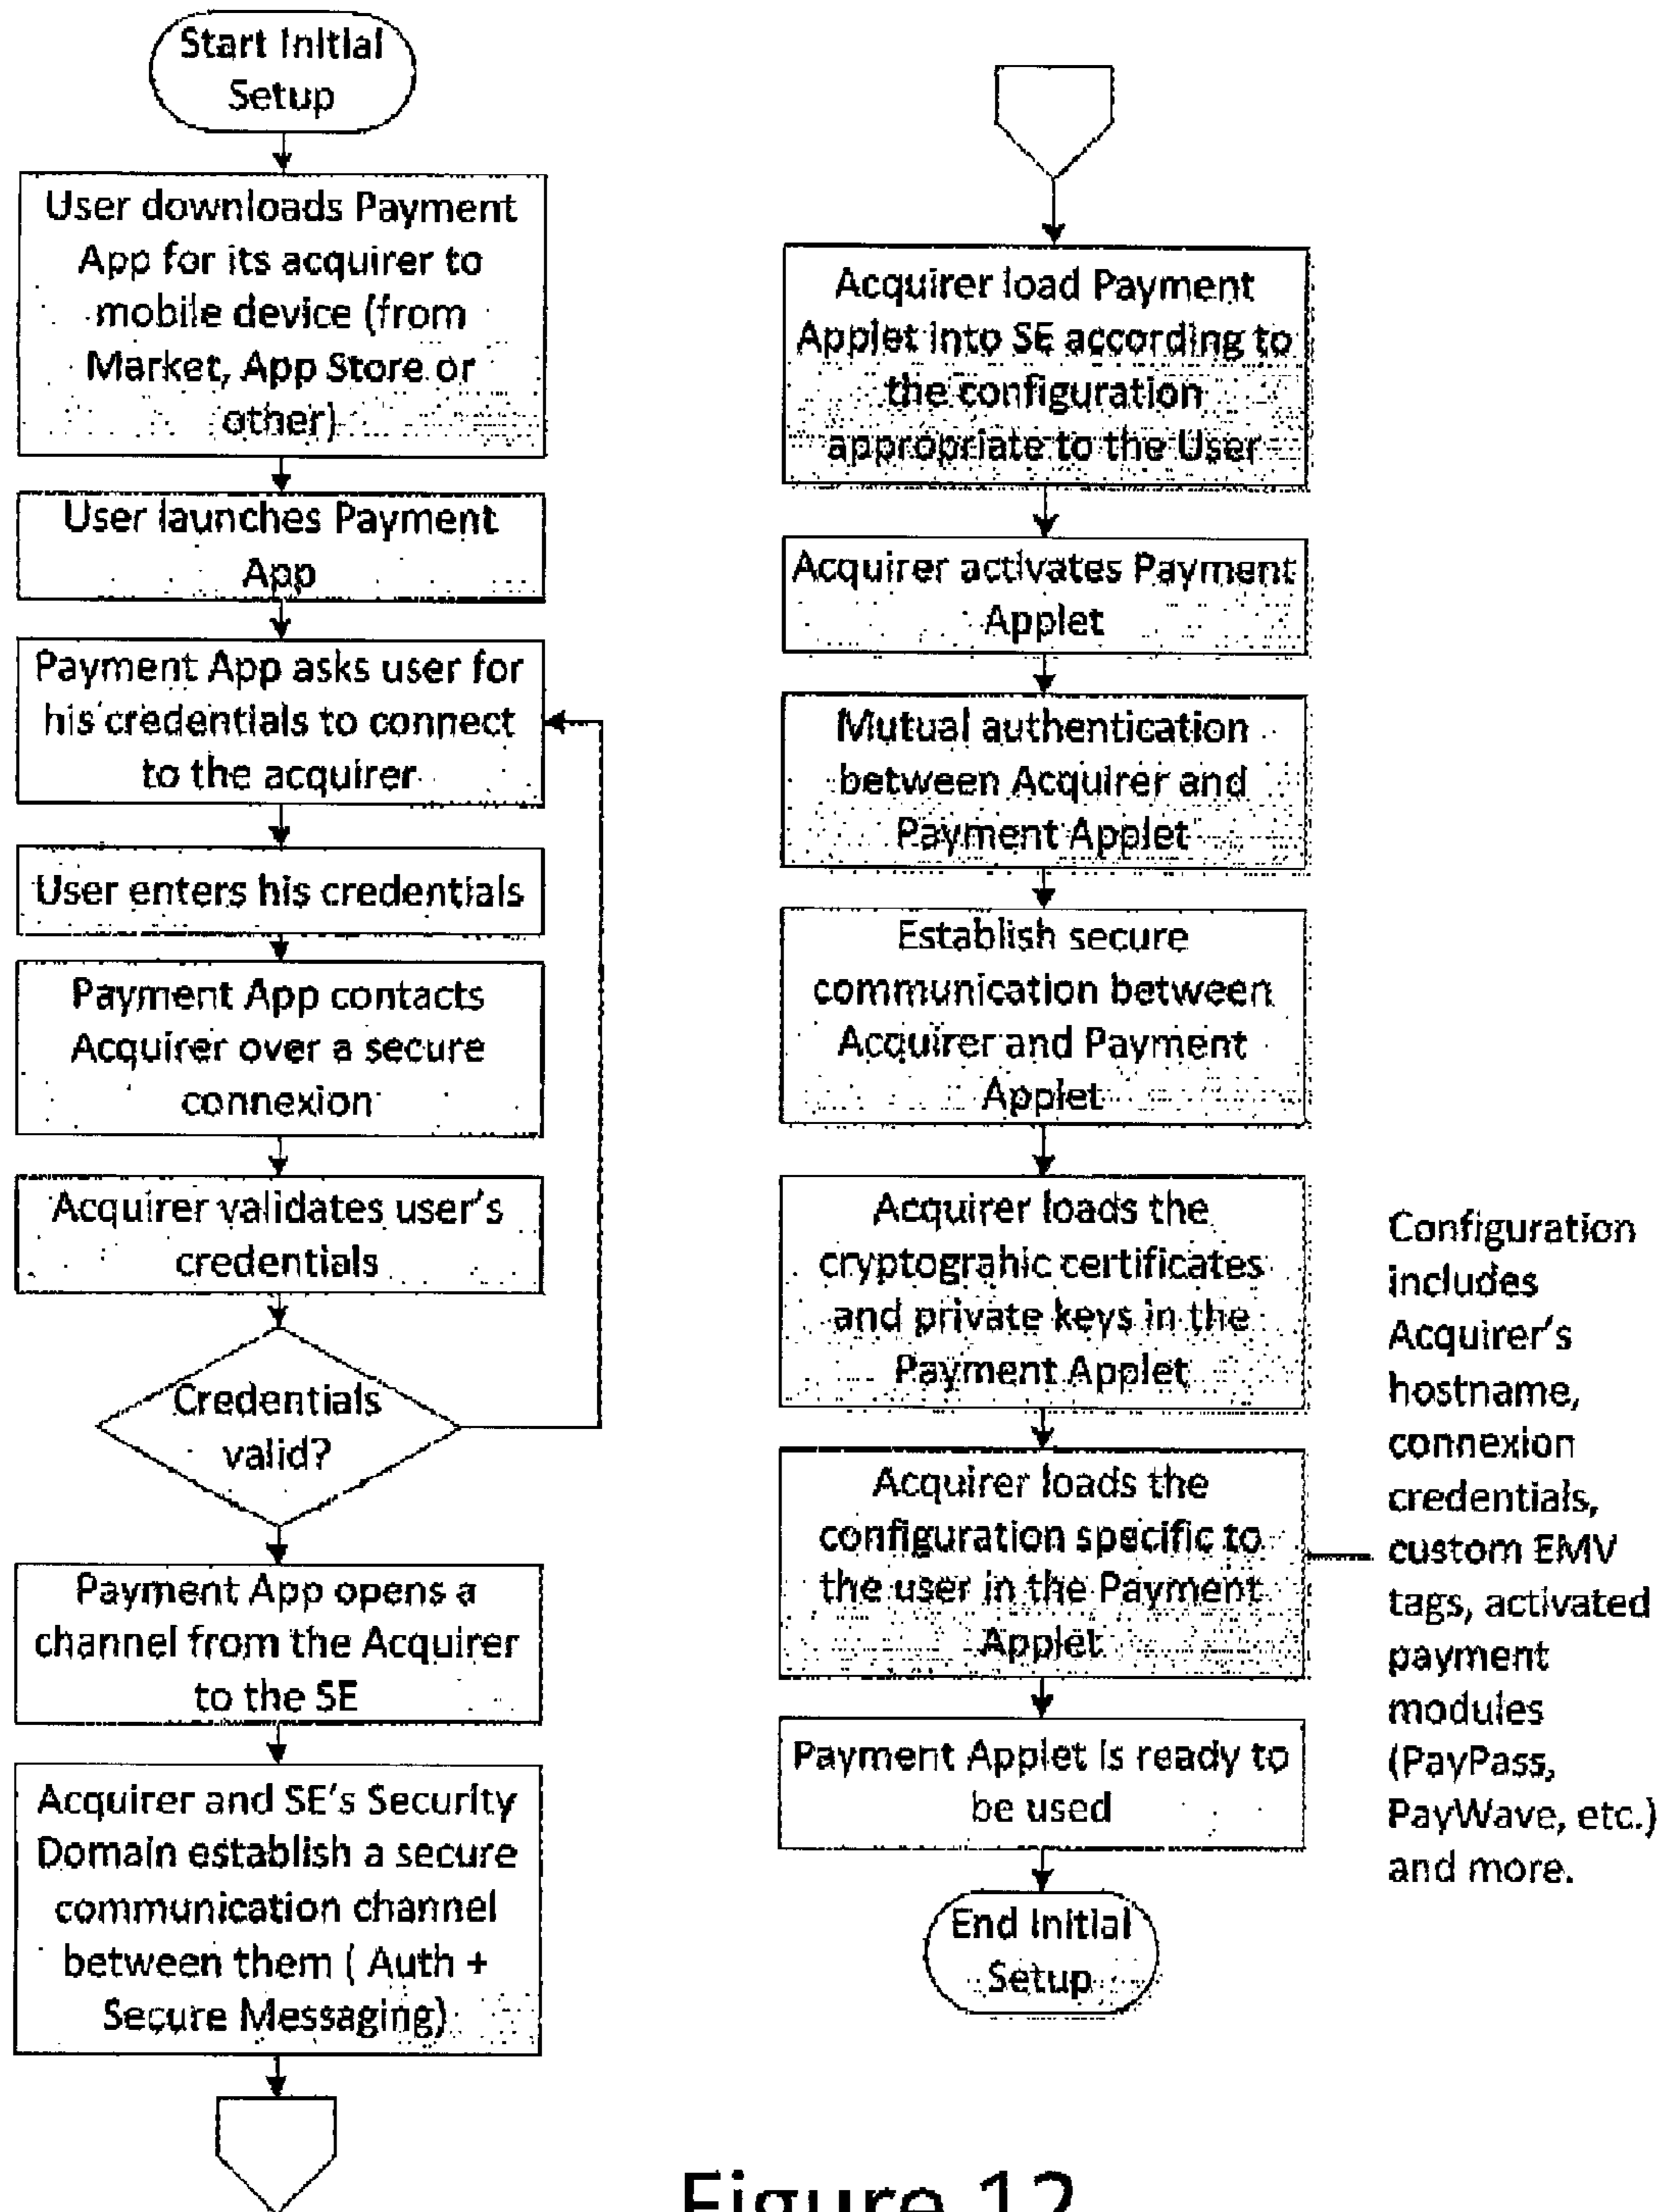 Start Initial
Setup
User downloads Payment
App for its acquirer to
mobile device (from
Market, App Store or
other)
User launches Payment
App
Payment App asks user for
his credentials to connect
to the acquirer
User enters his credentials
Payment App contacts
Acquirer over a secure
connexion
Acquirer validates user's
credentials
Credentials
valid?
Payment App opens a
channel from the Acquirer
to the SE
Acquirer and SE's Security
Domain establish a secure
communication channel
between them ( Auth +
Secure Messaging)
Acquirer load Payment
Applet into SE according to
the configuration
appropriate to the User
Acquirer activates Payment
Applet
Mutual authentication
between Acquirer and
Payment Applet
Establish secure
communication between
Acquirer and Payment
Applet
Acquirer loads the
cryptograhic certificates
and private keys in the
Payment Applet
Acquirer loads the
configuration specific to
the user in the Payment
Applet
Payment Applet is ready to
be used
End Initial
Setup
Configuration
includes
Acquirer's
hostname,
connexion
credentials,
custom EMV
tags, activated
payment
modules
(PayPass,
PayWave, etc.)
and more.
Figure 12